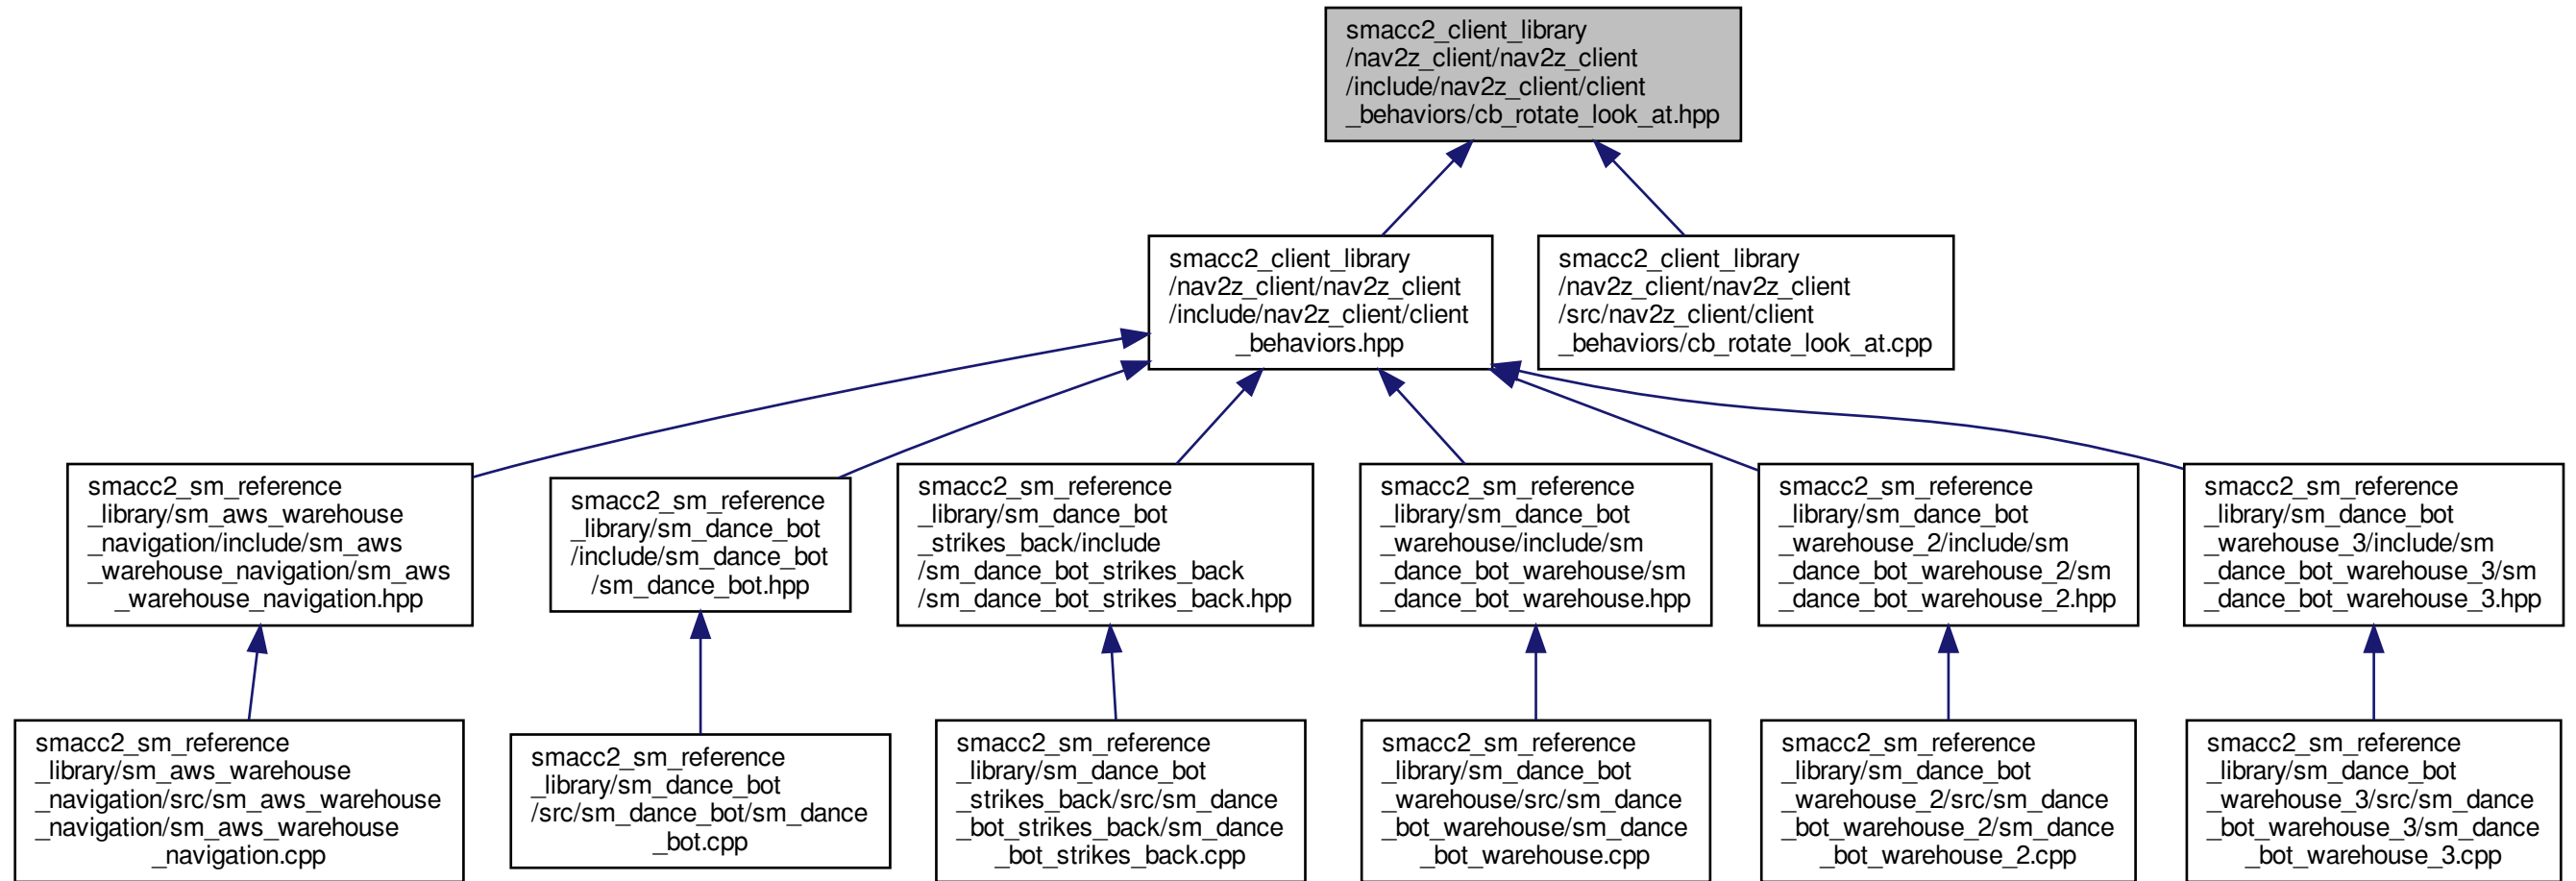 smacc2_client_library
/nav2z_client/nav2z_client
/include/nav2z_client/client
_behaviors/cb_rotate_look_at.hpp
smacc2_client_library
/nav2z_client/nav2z_client
/include/nav2z_client/client
_behaviors.hpp
smacc2_client_library
/nav2z_client/nav2z_client
/src/nav2z_client/client
_behaviors/cb_rotate_look_at.cpp
smacc2_sm_reference
_library/sm_aws_warehouse
_navigation/include/sm_aws
_warehouse_navigation/sm_aws
_warehouse_navigation.hpp
smacc2_sm_reference
_library/sm_dance_bot
/include/sm_dance_bot
/sm_dance_bot.hpp
smacc2_sm_reference
_library/sm_dance_bot
_strikes_back/include
/sm_dance_bot_strikes_back
/sm_dance_bot_strikes_back.hpp
smacc2_sm_reference
_library/sm_dance_bot
_warehouse/include/sm
_dance_bot_warehouse/sm
_dance_bot_warehouse.hpp
smacc2_sm_reference
_library/sm_dance_bot
_warehouse_2/include/sm
_dance_bot_warehouse_2/sm
_dance_bot_warehouse_2.hpp
smacc2_sm_reference
_library/sm_dance_bot
_warehouse_3/include/sm
_dance_bot_warehouse_3/sm
_dance_bot_warehouse_3.hpp
smacc2_sm_reference
_library/sm_aws_warehouse
_navigation/src/sm_aws_warehouse
_navigation/sm_aws_warehouse
_navigation.cpp
smacc2_sm_reference
_library/sm_dance_bot
/src/sm_dance_bot/sm_dance
_bot.cpp
smacc2_sm_reference
_library/sm_dance_bot
_strikes_back/src/sm_dance
_bot_strikes_back/sm_dance
_bot_strikes_back.cpp
smacc2_sm_reference
_library/sm_dance_bot
_warehouse/src/sm_dance
_bot_warehouse/sm_dance
_bot_warehouse.cpp
smacc2_sm_reference
_library/sm_dance_bot
_warehouse_2/src/sm_dance
_bot_warehouse_2/sm_dance
_bot_warehouse_2.cpp
smacc2_sm_reference
_library/sm_dance_bot
_warehouse_3/src/sm_dance
_bot_warehouse_3/sm_dance
_bot_warehouse_3.cpp